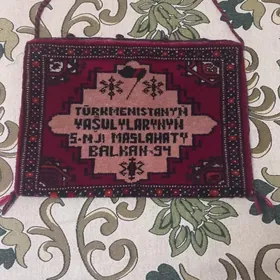 TÜRKMENISTANYŇ
YAŞULYLARYNYŇ
5-NJI MASLAHATY
BALKAN-94